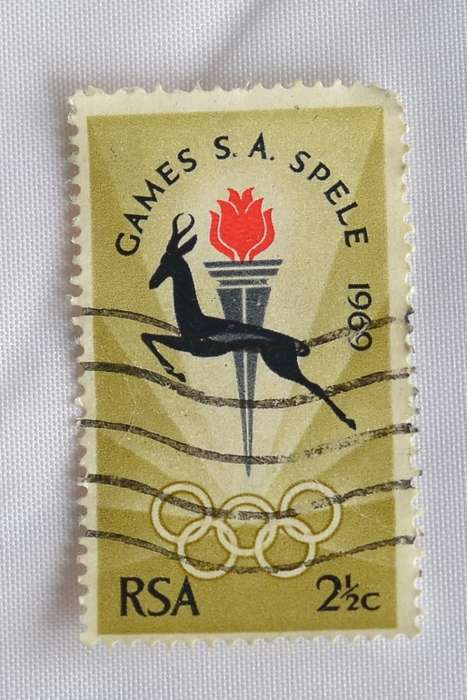 GAMES S. A. SPELE 1969
RSA 2½c